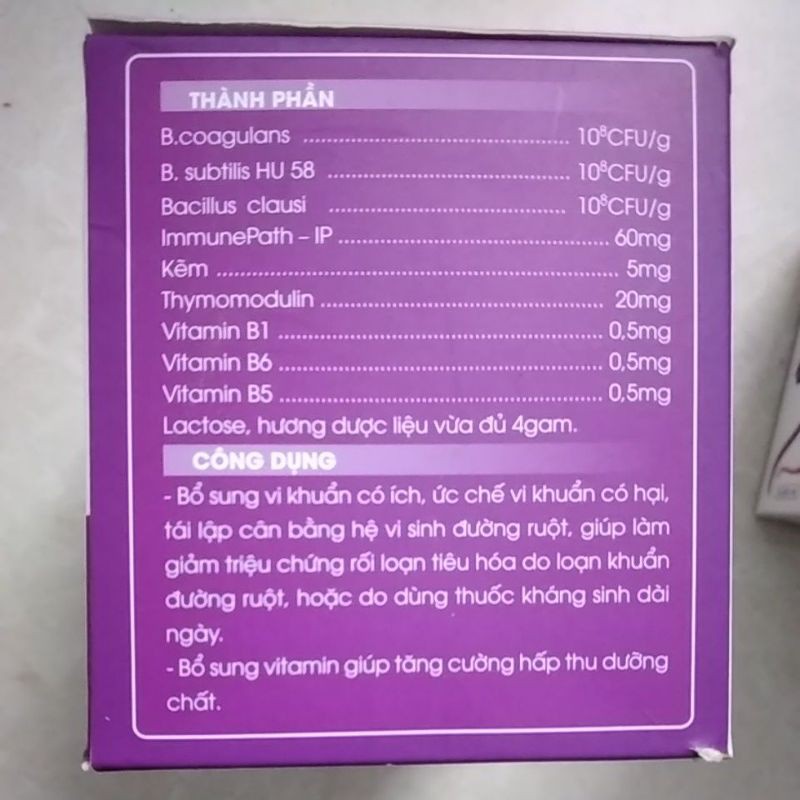 THÀNH PHẦN
B.coagulans ........................................ 10⁸CFU/g
B. subtilis HU 58 .................................... 10⁸CFU/g
Bacillus clausi .................................... 10⁸CFU/g
ImmunePath – IP ........................................ 60mg
Kẽm ............................................................ 5mg
Thymomodulin .......................................... 20mg
Vitamin B1 ................................................ 0,5mg
Vitamin B6 ................................................ 0,5mg
Vitamin B5 ................................................ 0,5mg
Lactose, hương dược liệu vừa đủ 4gam.
CÔNG DỤNG
- Bổ sung vi khuẩn có ích, ức chế vi khuẩn có hại,
tái lập cân bằng hệ vi sinh đường ruột, giúp làm
giảm triệu chứng rối loạn tiêu hóa do loạn khuẩn
đường ruột, hoặc do dùng thuốc kháng sinh dài
ngày.
- Bổ sung vitamin giúp tăng cường hấp thu dưỡng
chất.